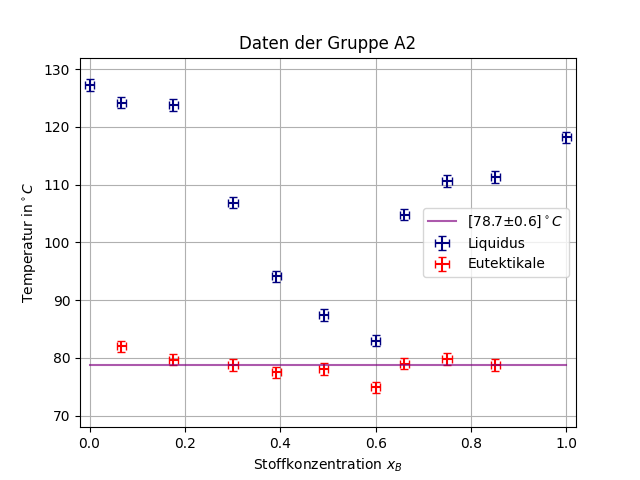 Daten der Gruppe A2
130
120
110
100
90
80
70
Temperatur in °C
[78.7±0.6]°C
Liquidus
Eutektikale
0.0 0.2 0.4 0.6 0.8 1.0
Stoffkonzentration x_B